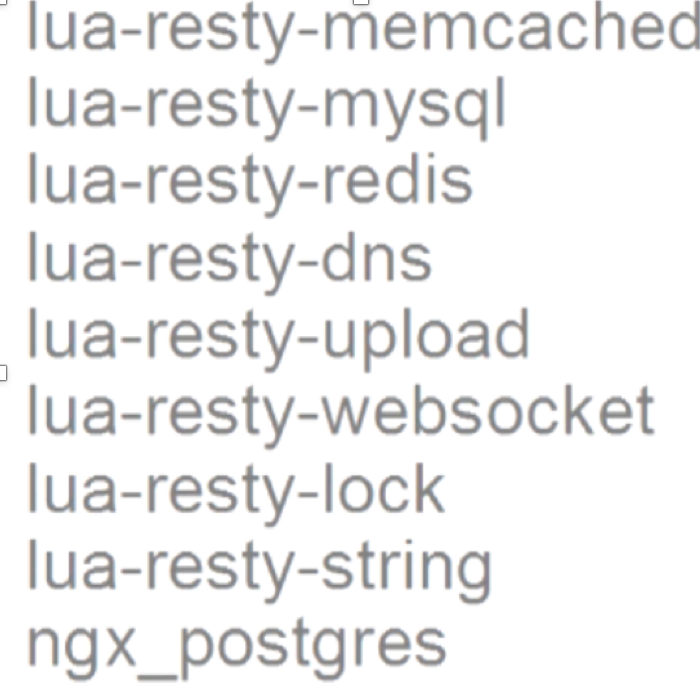 lua-resty-memcached
lua-resty-mysql
lua-resty-redis
lua-resty-dns
lua-resty-upload
lua-resty-websocket
lua-resty-lock
lua-resty-string
ngx_postgres